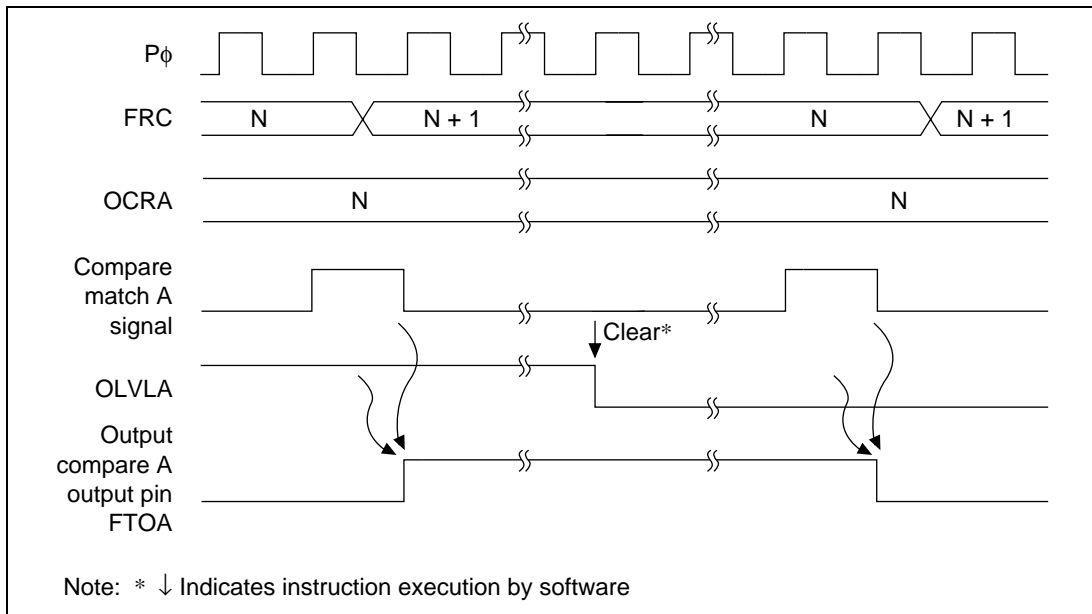 Pϕ
FRC
N
N + 1
N
N + 1
OCRA
N
N
Compare
match A
signal
Clear*
OLVLA
Output
compare A
output pin
FTOA
Note: * ↓ Indicates instruction execution by software